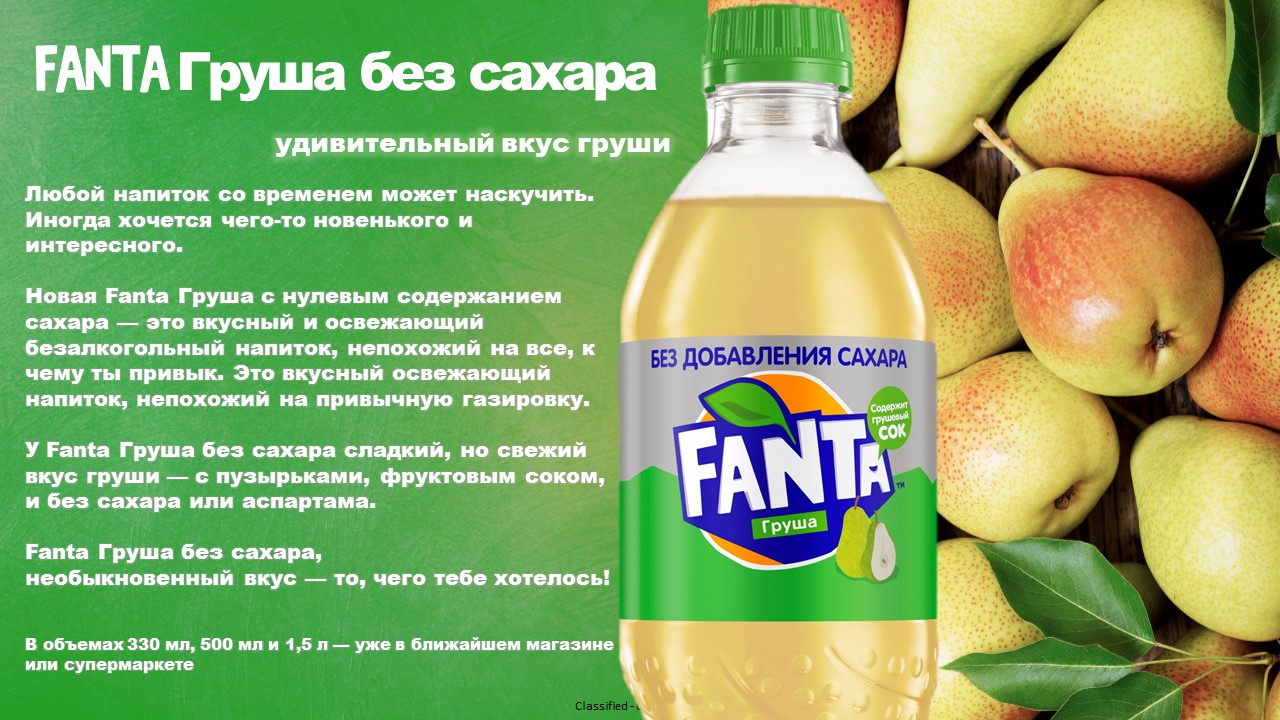 FANTA Груша без сахара
удивительный вкус груши
Любой напиток со временем может наскучить.
Иногда хочется чего-то новенького и
интересного.
Новая Fanta Груша с нулевым содержанием
сахара — это вкусный и освежающий
безалкогольный напиток, непохожий на все, к
чему ты привык. Это вкусный освежающий
напиток, непохожий на привычную газировку.
У Fanta Груша без сахара сладкий, но свежий
вкус груши — с пузырьками, фруктовым соком,
и без сахара или аспартама.
Fanta Груша без сахара,
необыкновенный вкус — то, чего тебе хотелось!
В объемах 330 мл, 500 мл и 1,5 л — уже в ближайшем магазине
или супермаркете
Classified -
БЕЗ ДОБАВЛЕНИЯ САХАРА
Содержит
грушевый
СОК
FANTA
TM
Груша